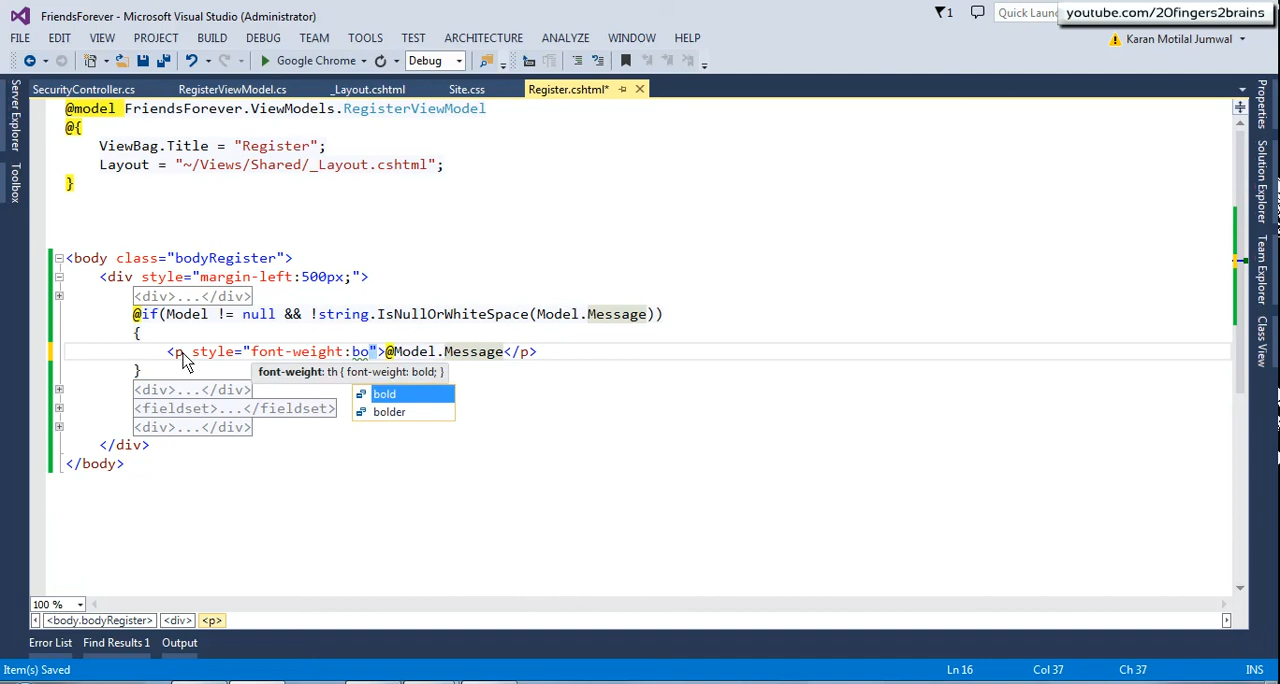 FriendsForever - Microsoft Visual Studio (Administrator)
1
Quick Laun
youtube.com/2Ofingers2brains
FILE EDIT VIEW PROJECT BUILD DEBUG TEAM TOOLS TEST ARCHITECTURE ANALYZE WINDOW HELP
Karan Motilal Jumwal
Google Chrome
Debug
SecurityController.cs RegisterViewModel.cs _Layout.cshtml Site.css Register.cshtml*
@model FriendsForever.ViewModels.RegisterViewModel
@{
ViewBag.Title = "Register";
Layout = "~/Views/Shared/_Layout.cshtml";
}
<body class="bodyRegister">
<div style="margin-left:500px;">
<div>...</div>
@if(Model != null && !string.IsNullOrWhiteSpace(Model.Message))
{
<p style="font-weight:bo">@Model.Message</p>
font-weight: th { font-weight: bold; }
}
bold
bolder
<div>...</div>
<fieldset>...</fieldset>
<div>...</div>
</div>
</body>
Server Explorer
Toolbox
Properties
Solution Explorer
Team Explorer
Class View
100 %
<body.bodyRegister> <div> <p>
Error List Find Results 1 Output
Item(s) Saved
Ln 16 Col 37 Ch 37 INS